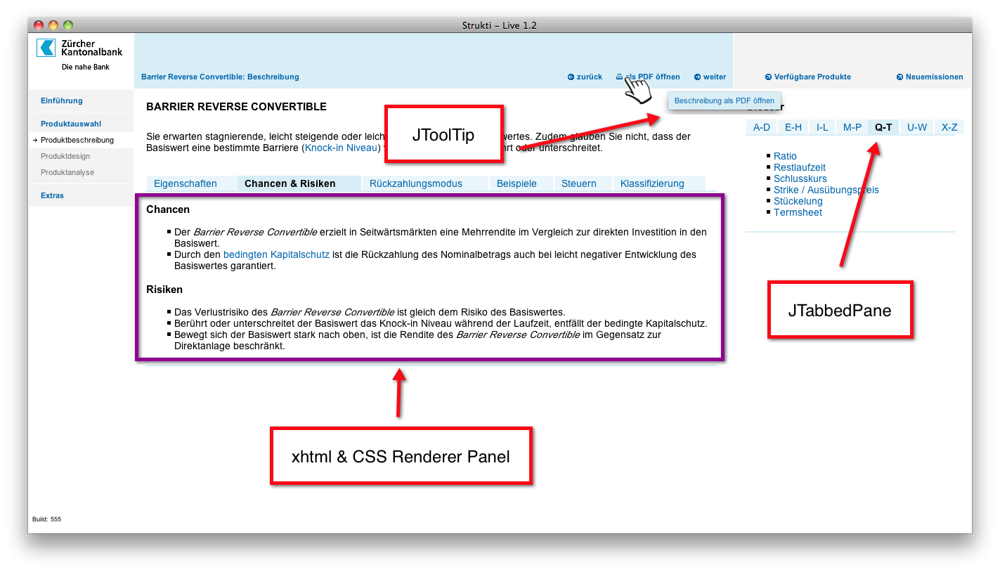 Strukti – Live 1.2
Zürcher
Kantonalbank
Die nahe Bank
Barrier Reverse Convertible: Beschreibung
zurück
als PDF öffnen
weiter
Verfügbare Produkte
Neuemissionen
Beschreibung als PDF öffnen
Einführung
Produktauswahl
Produktbeschreibung
Produktdesign
Produktanalyse
Extras
BARRIER REVERSE CONVERTIBLE
JToolTip
Sie erwarten stagnierende, leicht steigende oder leich wertes. Zudem glauben Sie nicht, dass der
Basiswert eine bestimmte Barriere (Knock-in Niveau) oder unterschreitet.
Eigenschaften
Chancen & Risiken
Rückzahlungsmodus
Beispiele
Steuern
Klassifizierung
Chancen
▪ Der Barrier Reverse Convertible erzielt in Seitwärtsmärkten eine Mehrrendite im Vergleich zur direkten Investition in den
Basiswert.
▪ Durch den bedingten Kapitalschutz ist die Rückzahlung des Nominalbetrags auch bei leicht negativer Entwicklung des
Basiswertes garantiert.
Risiken
▪ Das Verlustrisiko des Barrier Reverse Convertible ist gleich dem Risiko des Basiswertes.
▪ Berührt oder unterschreitet der Basiswert das Knock-in Niveau während der Laufzeit, entfällt der bedingte Kapitalschutz.
▪ Bewegt sich der Basiswert stark nach oben, ist die Rendite des Barrier Reverse Convertible im Gegensatz zur
Direktanlage beschränkt.
Glossar
A-D
E-H
I-L
M-P
Q-T
U-W
X-Z
▪ Ratio
▪ Restlaufzeit
▪ Schlusskurs
▪ Strike / Ausübungspreis
▪ Stückelung
▪ Termsheet
JTabbedPane
xhtml & CSS Renderer Panel
Build: 555